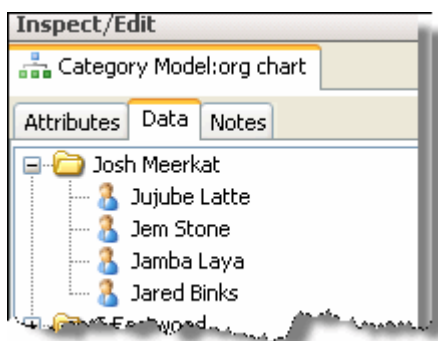 Inspect/Edit
Category Model:org chart
Attributes Data Notes
Josh Meerkat
Jujube Latte
Jem Stone
Jamba Laya
Jared Binks